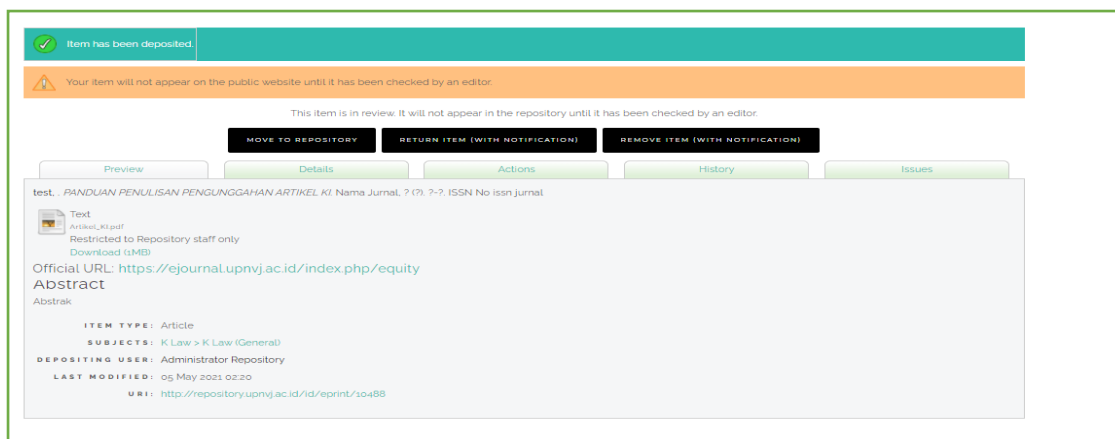 Item has been deposited.
Your item will not appear on the public website until it has been checked by an editor.
This item is in review. It will not appear in the repository until it has been checked by an editor.
MOVE TO REPOSITORY RETURN ITEM (WITH NOTIFICATION) REMOVE ITEM (WITH NOTIFICATION)
Preview Details Actions History Issues
test, . PANDUAN PENULISAN PENGUNGGAHAN ARTIKEL KI. Nama Jurnal, ? (?). ?-?. ISSN No issn jurnal
Text
Artikel_KI.pdf
Restricted to Repository staff only
Download (1MB)
Official URL: https://ejournal.upnvj.ac.id/index.php/equity
Abstract
Abstrak
ITEM TYPE: Article
SUBJECTS: K Law > K Law (General)
DEPOSITING USER: Administrator Repository
LAST MODIFIED: 05 May 2021 02:20
URI: http://repository.upnvj.ac.id/id/eprint/10488